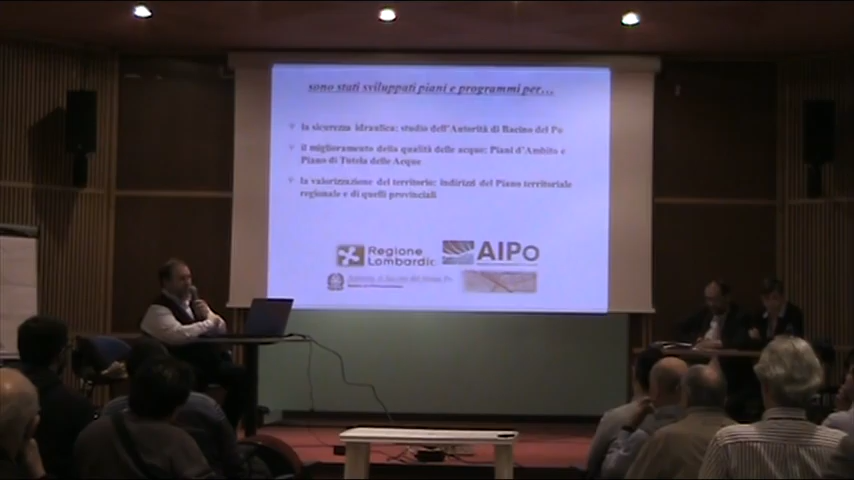 sono stati sviluppati piani e programmi per...
la sicurezza idraulica: studio dell'Autorità di Bacino del Po
il miglioramento della qualità delle acque: Piani d'Ambito e
Piano di Tutela delle Acque
la valorizzazione del territorio: indirizzi del Piano territoriale
regionale e di quelli provinciali
Regione
Lombardia
AIPo